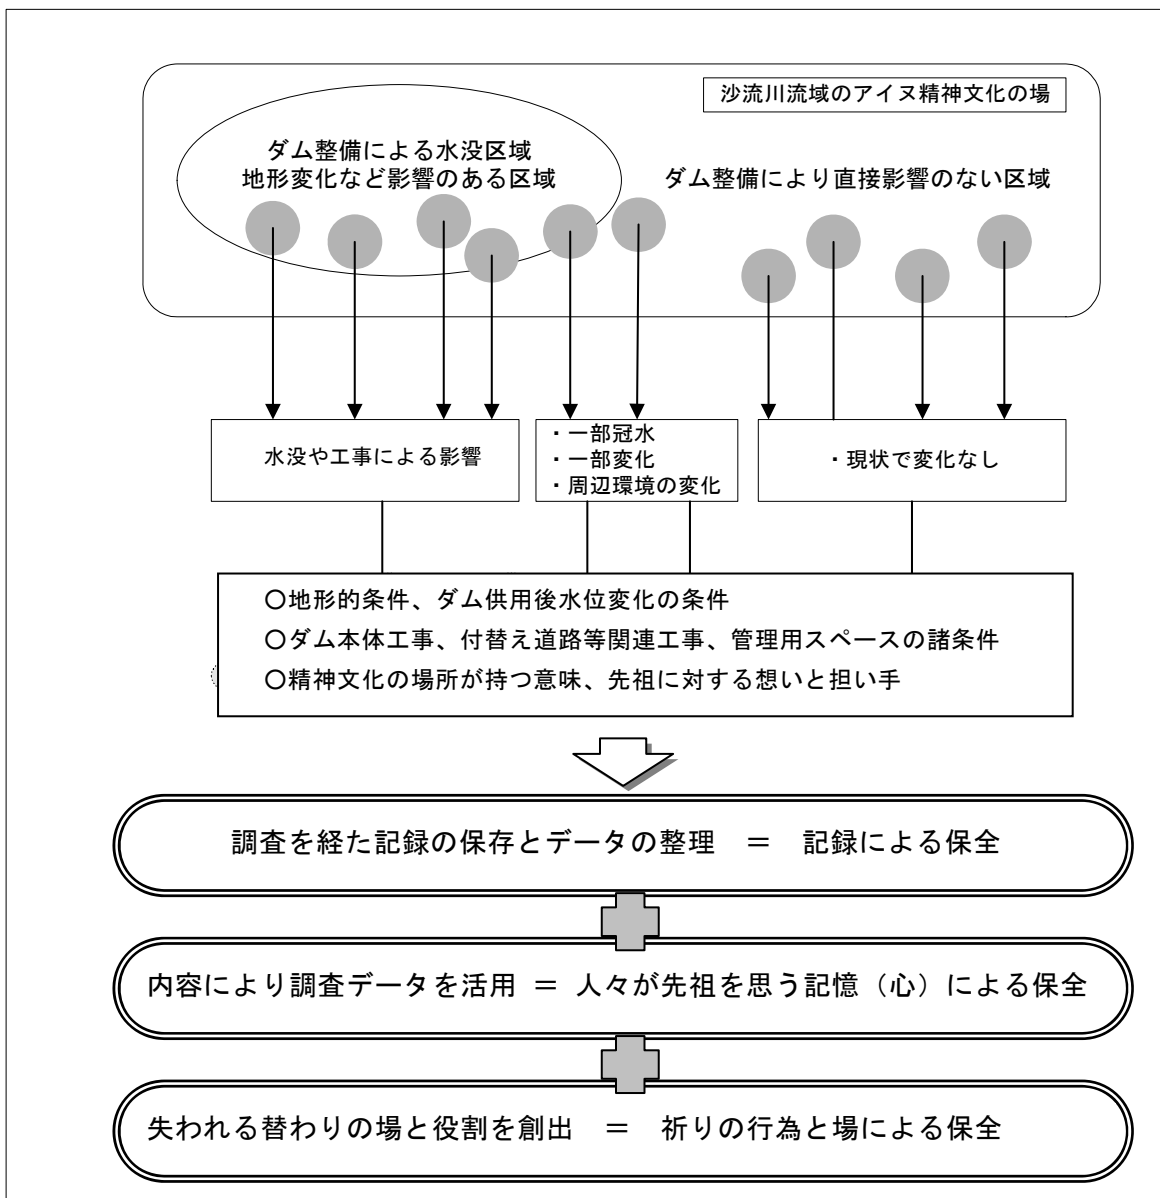 沙流川流域のアイヌ精神文化の場
ダム整備による水没区域
地形変化など影響のある区域
ダム整備により直接影響のない区域
水没や工事による影響
・一部冠水
・一部変化
・周辺環境の変化
・現状で変化なし
〇地形的条件、ダム供用後水位変化の条件
〇ダム本体工事、付替え道路等関連工事、管理用スペースの諸条件
〇精神文化の場所が持つ意味、先祖に対する想いと担い手
調査を経た記録の保存とデータの整理　＝　記録による保全
内容により調査データを活用 ＝ 人々が先祖を思う記憶（心）による保全
失われる替わりの場と役割を創出　＝　祈りの行為と場による保全